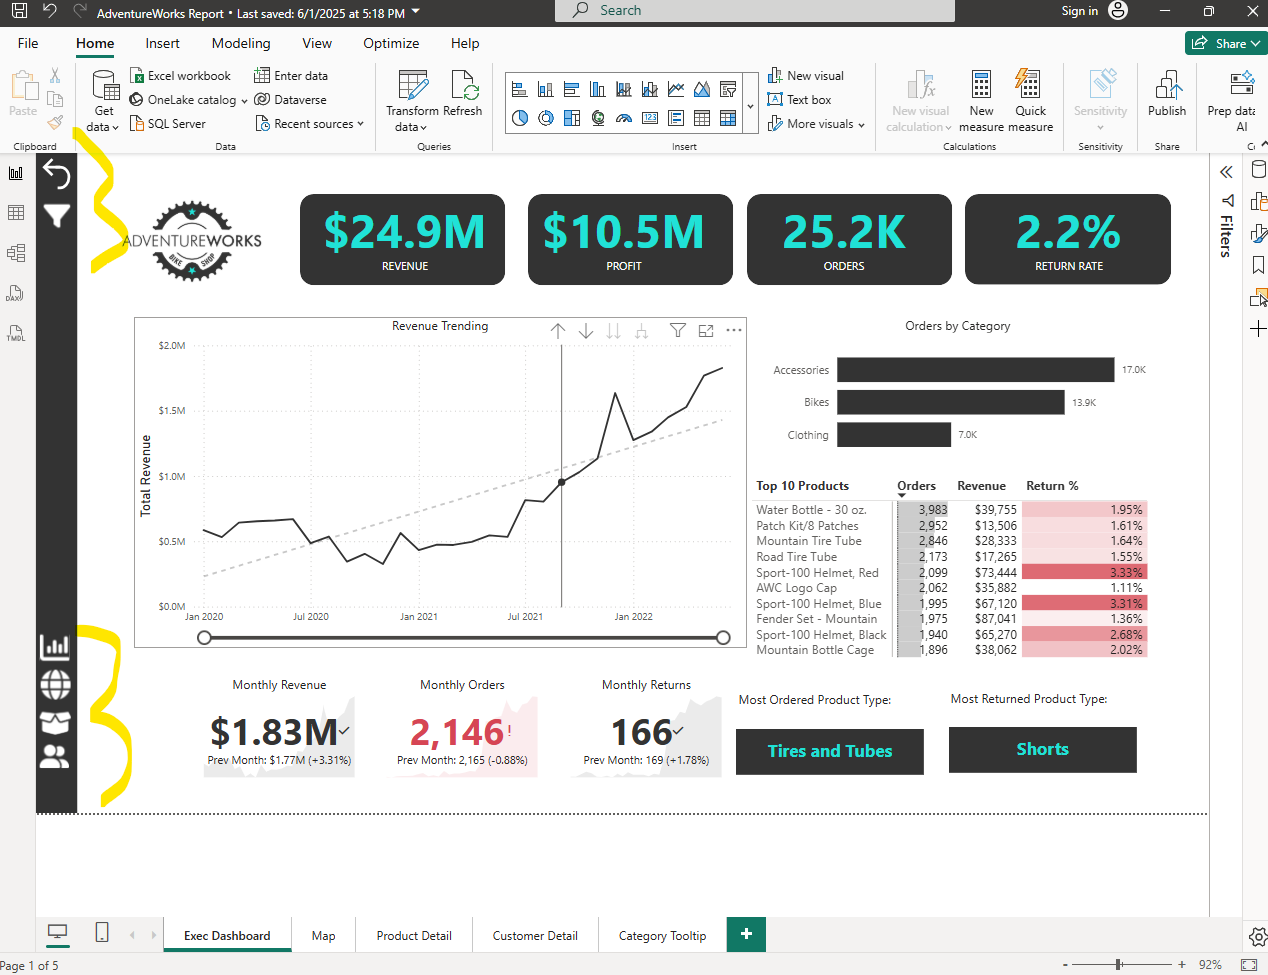 AdventureWorks Report • Last saved: 6/1/2025 at 5:18 PM
Search
Sign in
File
Home
Insert
Modeling
View
Optimize
Help
Share
Paste
Clipboard
Get data
Excel workbook
OneLake catalog
SQL Server
Enter data
Dataverse
Recent sources
Data
Transform data
Refresh
Queries
123
New visual
Text box
More visuals
Insert
New visual calculation
New measure
Quick measure
Calculations
Sensitivity
Sensitivity
Publish
Share
Prep data
AI
DAX
TMDL
Filters
ADVENTUREWORKS
BIKE SHOP
$24.9M
REVENUE
$10.5M
PROFIT
25.2K
ORDERS
2.2%
RETURN RATE
Revenue Trending
Total Revenue
$2.0M
$1.5M
$1.0M
$0.5M
$0.0M
Jan 2020
Jul 2020
Jan 2021
Jul 2021
Jan 2022
Orders by Category
Accessories 17.0K
Bikes 13.9K
Clothing 7.0K
Top 10 Products Orders Revenue Return %
Water Bottle - 30 oz. 3,983 $39,755 1.95%
Patch Kit/8 Patches 2,952 $13,506 1.61%
Mountain Tire Tube 2,846 $28,333 1.64%
Road Tire Tube 2,173 $17,265 1.55%
Sport-100 Helmet, Red 2,099 $73,444 3.33%
AWC Logo Cap 2,062 $35,882 1.11%
Sport-100 Helmet, Blue 1,995 $67,120 3.31%
Fender Set - Mountain 1,975 $87,041 1.36%
Sport-100 Helmet, Black 1,940 $65,270 2.68%
Mountain Bottle Cage 1,896 $38,062 2.02%
Monthly Revenue
$1.83M
Prev Month: $1.77M (+3.31%)
Monthly Orders
2,146!
Prev Month: 2,165 (-0.88%)
Monthly Returns
166
Prev Month: 169 (+1.78%)
Most Ordered Product Type:
Tires and Tubes
Most Returned Product Type:
Shorts
Exec Dashboard
Map
Product Detail
Customer Detail
Category Tooltip
Page 1 of 5
92%